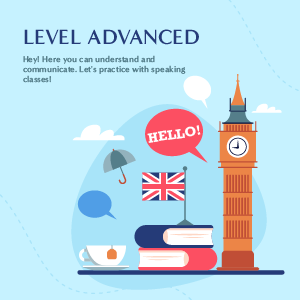 LEVEL ADVANCED
Hey! Here you can understand and
communicate. Let's practice with speaking
classes!
HELLO!